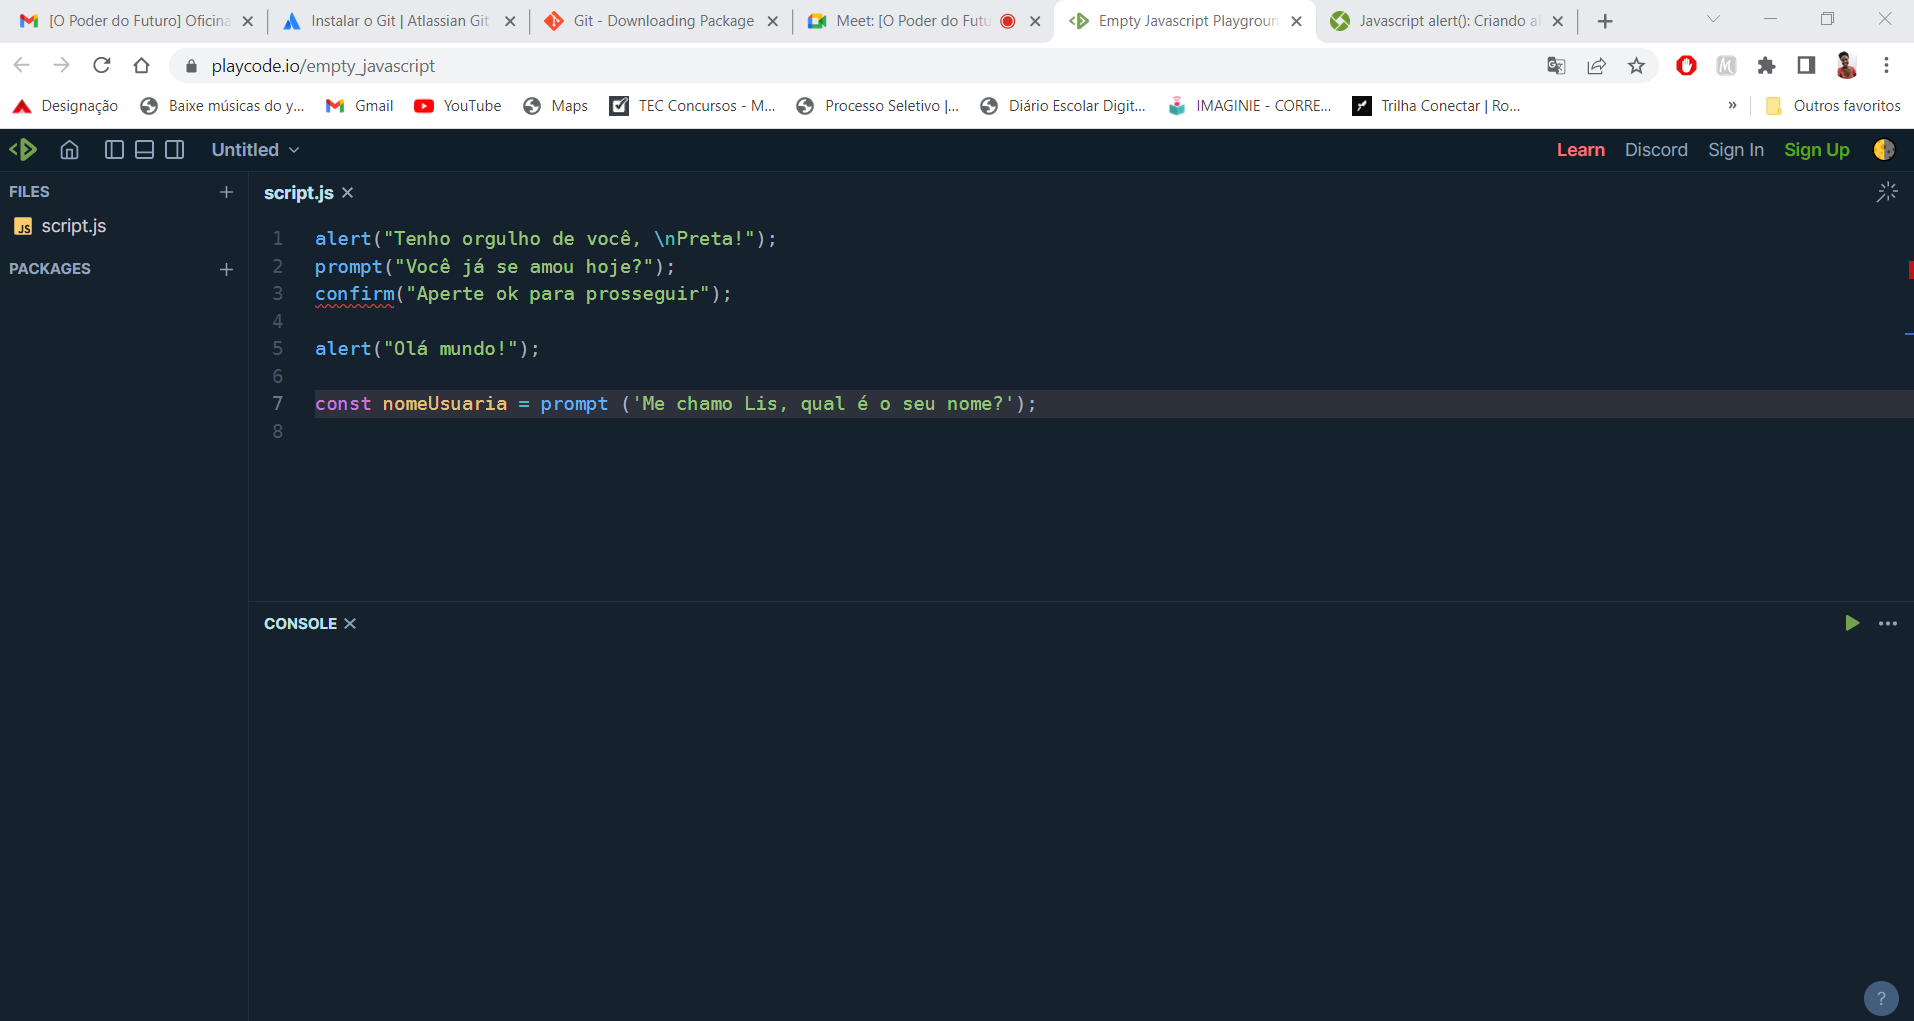 [O Poder do Futuro] Oficina
Instalar o Git | Atlassian Git
Git - Downloading Package
Meet: [O Poder do Futu
Empty Javascript Playgroun
Javascript alert(): Criando al
playcode.io/empty_javascript
Designação
Baixe músicas do y...
Gmail
YouTube
Maps
TEC Concursos - M...
Processo Seletivo |...
Diário Escolar Digit...
IMAGINIE - CORRE...
Trilha Conectar | Ro...
»
Outros favoritos
Untitled
Learn
Discord
Sign In
Sign Up
FILES
script.js
PACKAGES
script.js
1 alert("Tenho orgulho de você, \nPreta!");
2 prompt("Você já se amou hoje?");
3 confirm("Aperte ok para prosseguir");
4
5 alert("Olá mundo!");
6
7 const nomeUsuaria = prompt ('Me chamo Lis, qual é o seu nome?');
8
CONSOLE
?